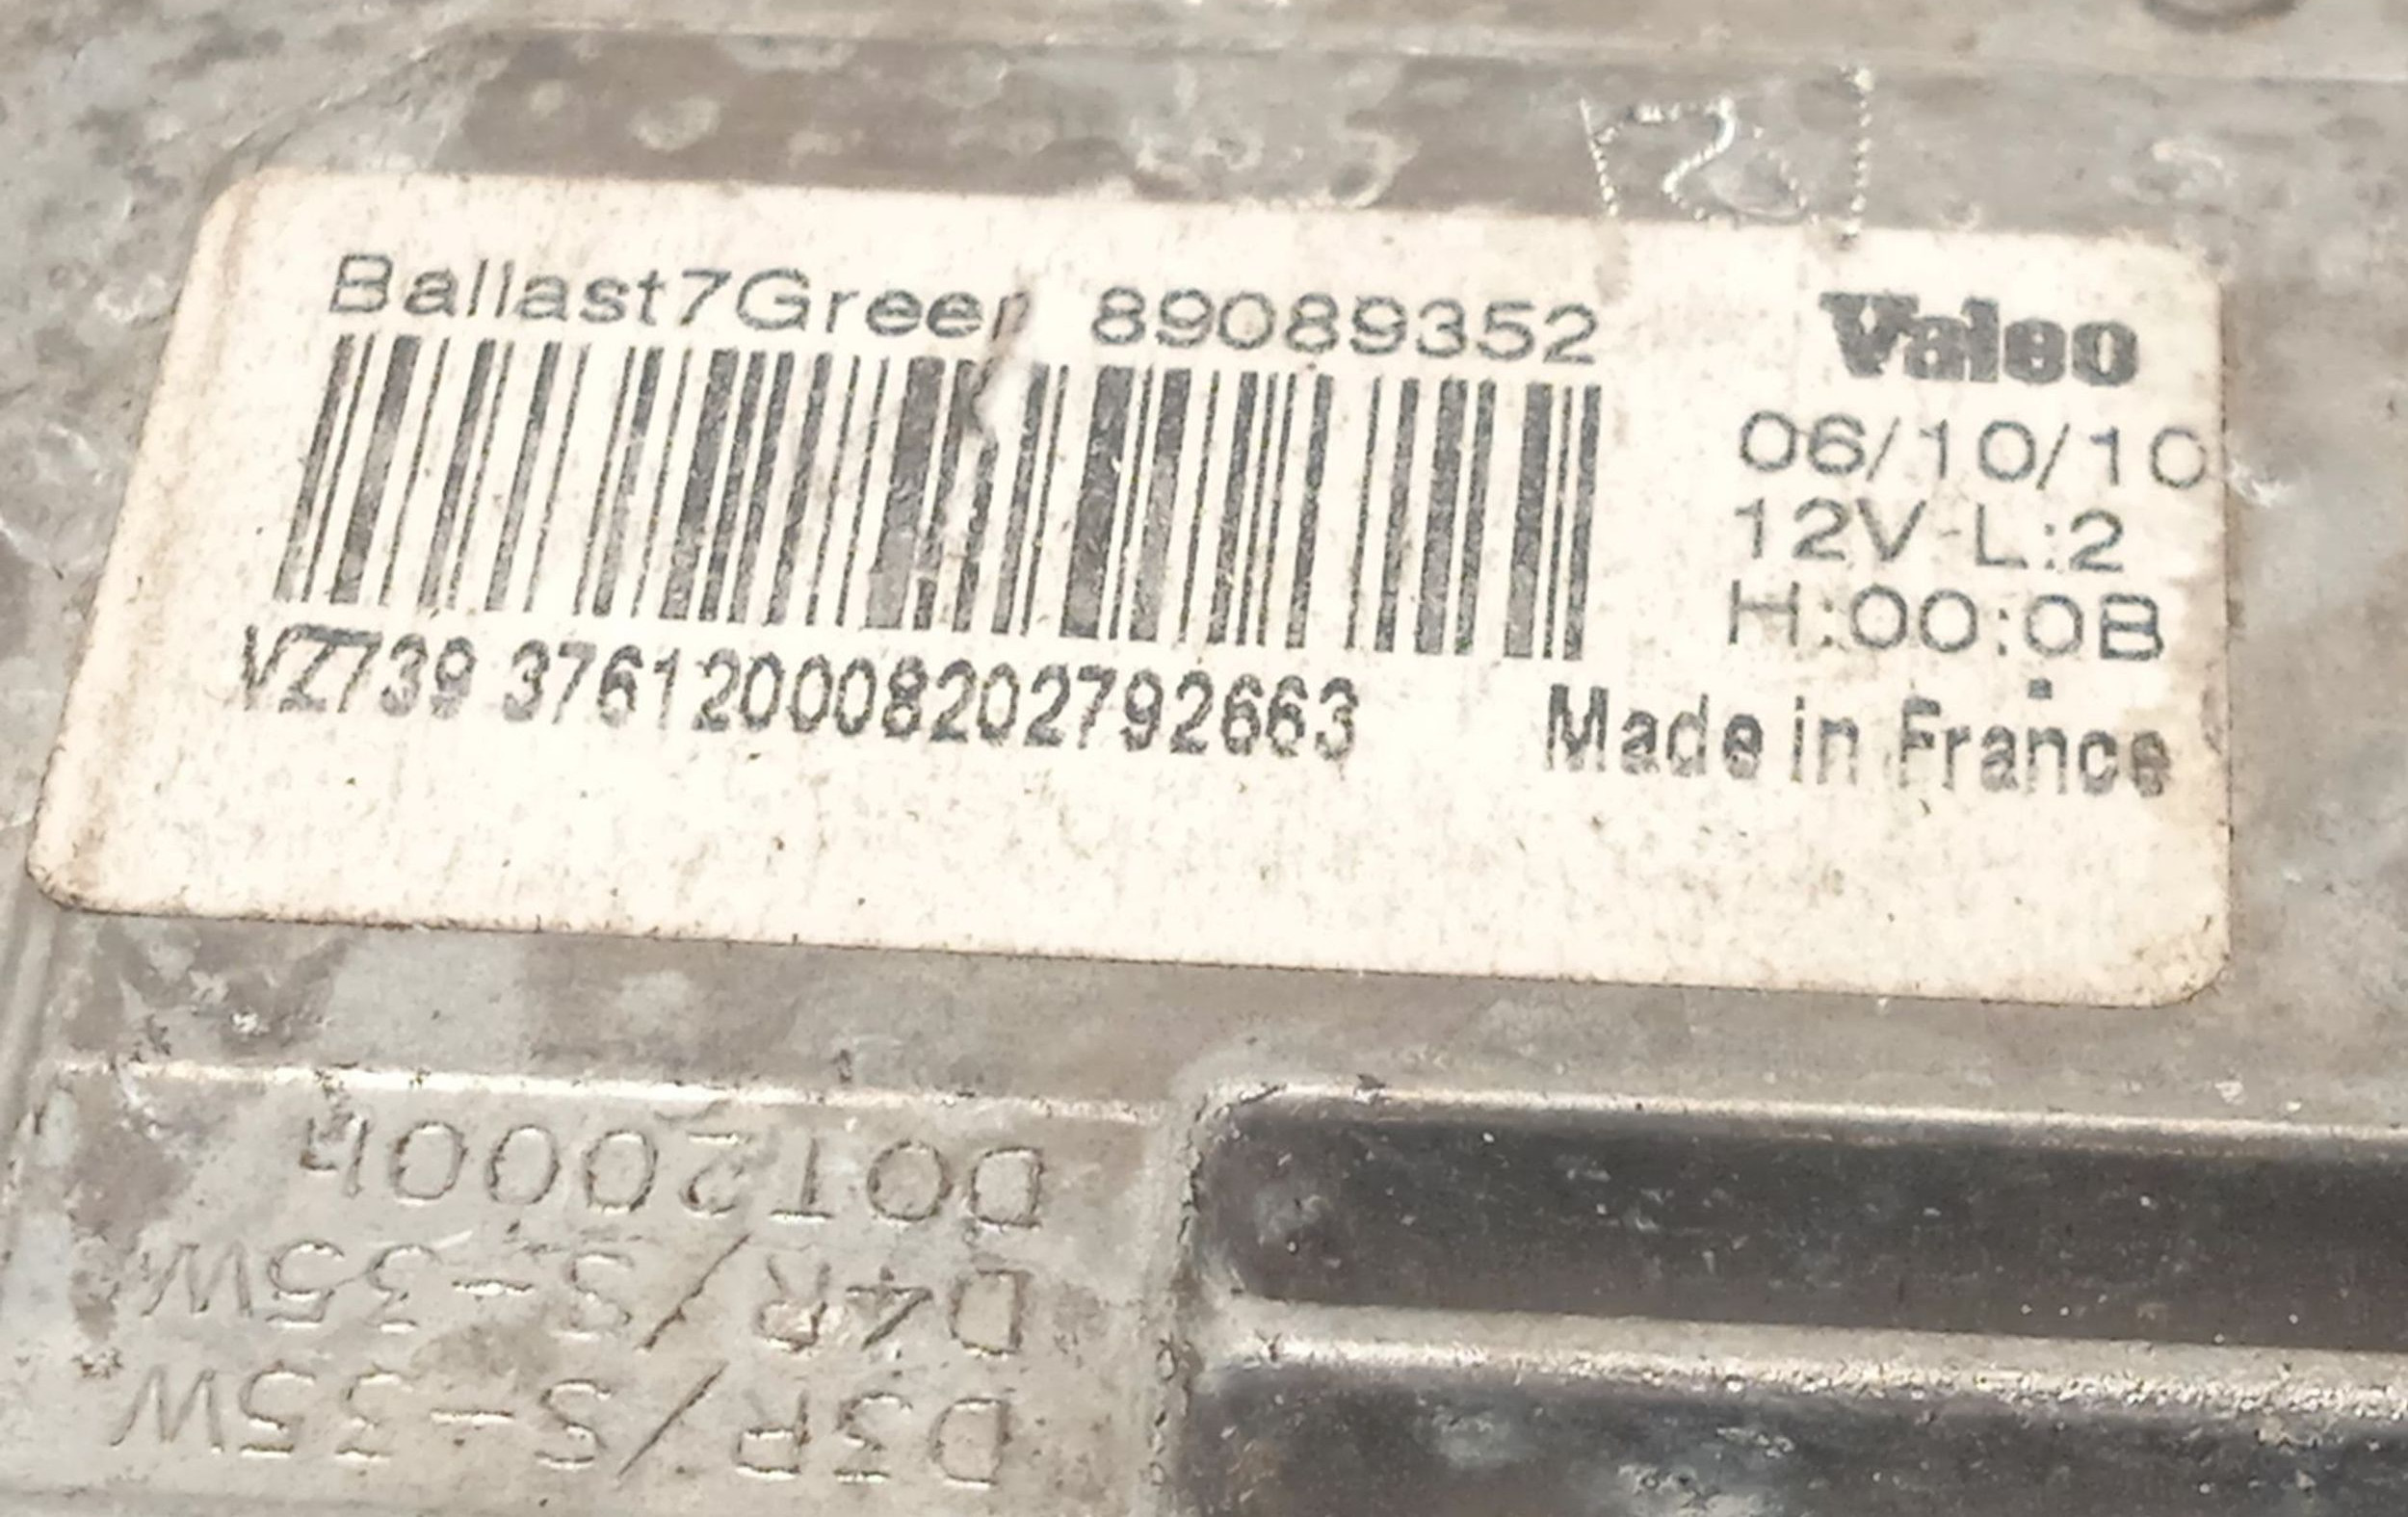 Ballast7Green 89089352
VZ739 3761200008202792663
Valeo
06/10/10
12V-L:2
H:00:0B
Made in France
D3R/S-35W
D4R/S-35W
DOT2000h